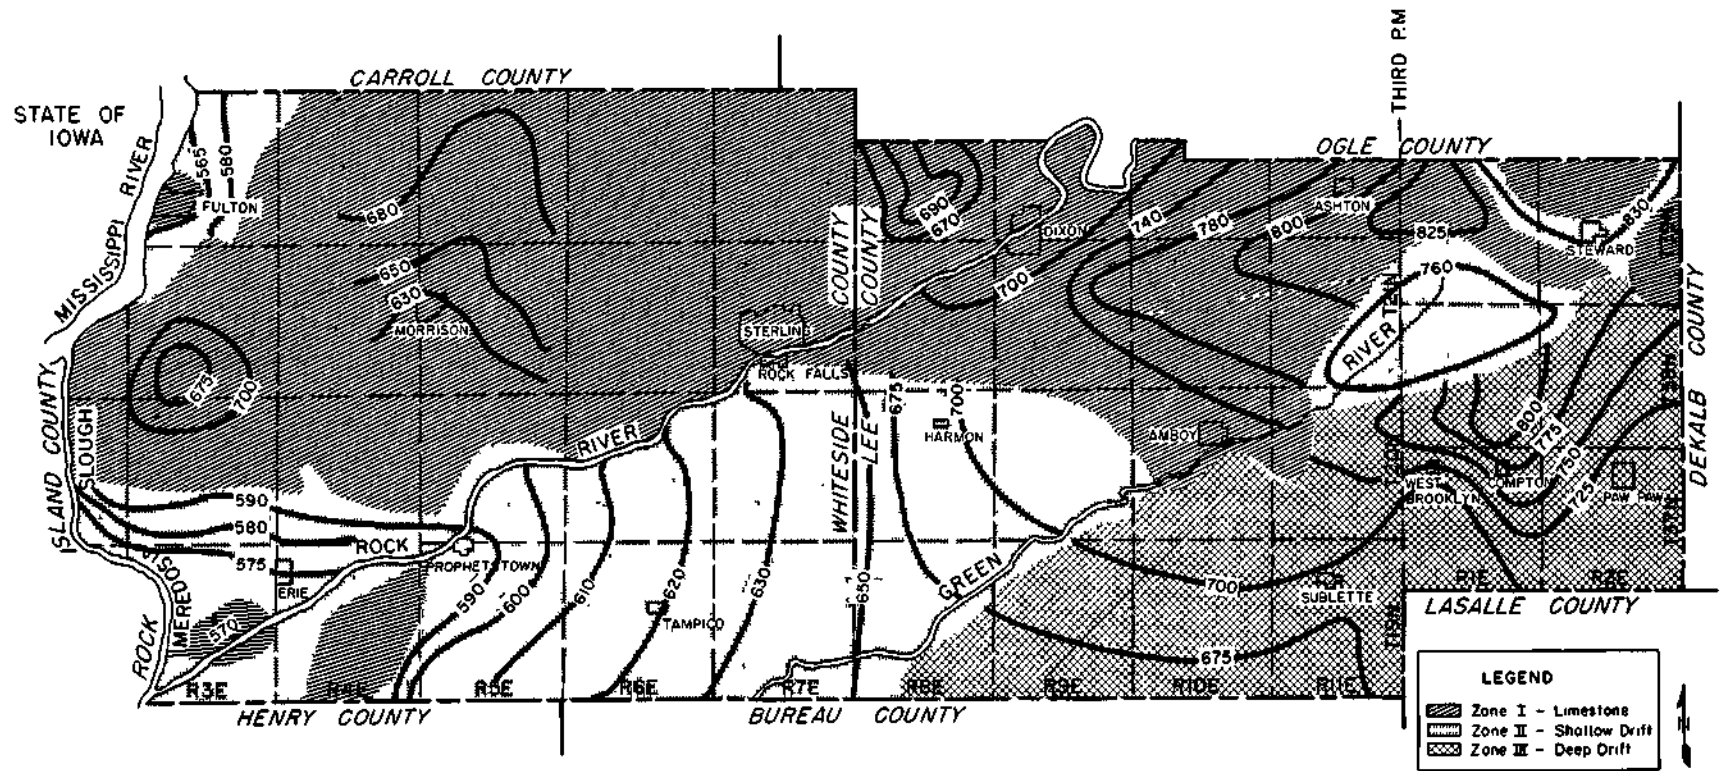 CARROLL COUNTY
STATE OF
IOWA
MISSISSIPPI RIVER
THIRD P.M
OGLE COUNTY
565
580
FULTON
680
650
630
MORRISON
675
700
STERLING
ROCK FALLS
WHITESIDE COUNTY
LEE COUNTY
690
670
DIXON
700
740
780
800
ASHTON
825
830
STEWARD
760
RIVER
DEKALB COUNTY
ROCK ISLAND COUNTY
MEREDOSIA SLOUGH
590
580
575
570
ERIE
ROCK
RIVER
PROPHETSTOWN
590
600
610
620
630
650
TAMPICO
675
700
HARMON
AMBOY
GREEN
800
775
750
725
WEST
BROOKLYN
COMPTON
PAW PAW
700
SUBLETTE
675
R3E
R4E
R5E
R6E
R7E
R8E
R9E
R10E
R11E
R1E
R2E
HENRY COUNTY
BUREAU COUNTY
LASALLE COUNTY
LEGEND
Zone I - Limestone
Zone II - Shallow Drift
Zone III - Deep Drift
N